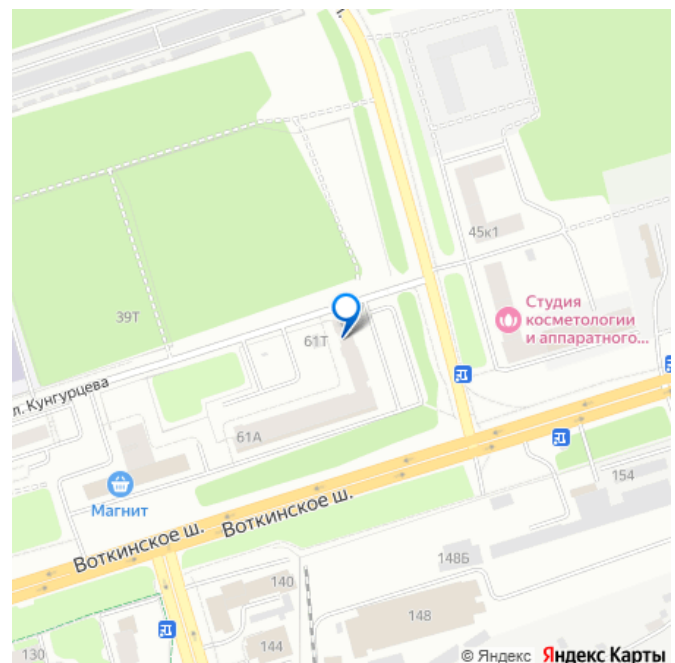 45к1
Студия
косметологии
и аппаратного...
39Т
61Т
л. Кунгурцева
61А
Магнит
Воткинское ш.
Воткинское ш.
154
148Б
140
148
144
130
© Яндекс Яндекс Карты